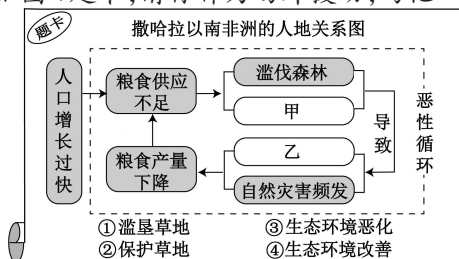 题卡
撒哈拉以南非洲的人地关系图
人口增长过快
粮食供应不足
滥伐森林
甲
导致
恶性循环
粮食产量下降
乙
自然灾害频发
①滥垦草地
③生态环境恶化
②保护草地
④生态环境改善